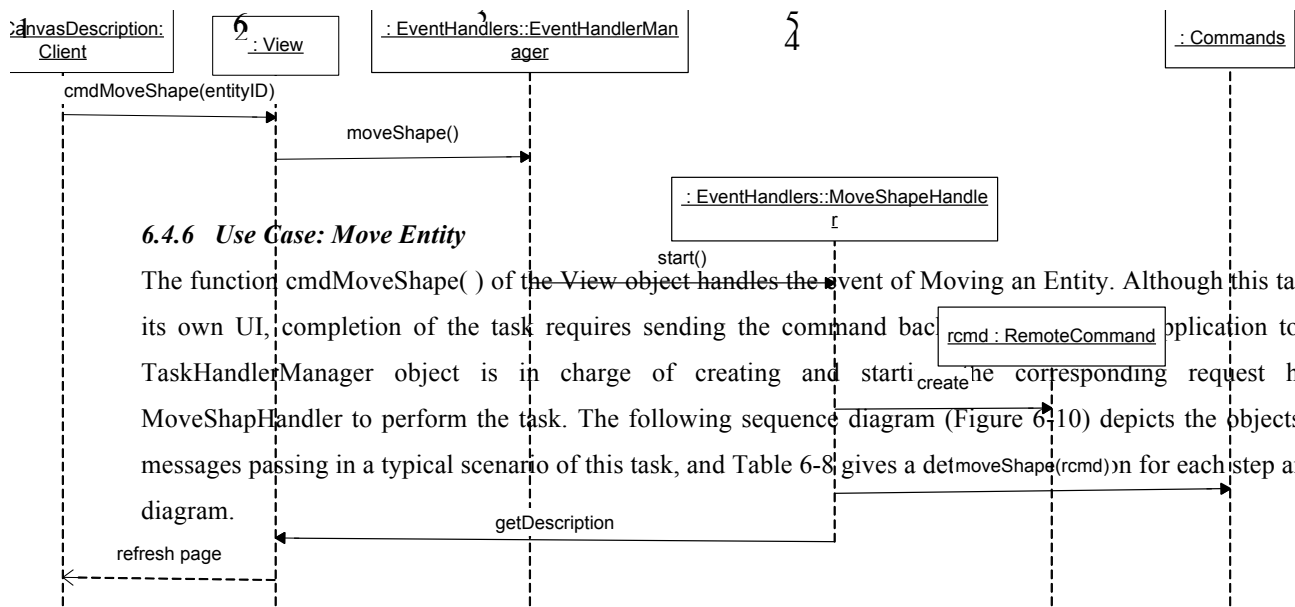 1 6 3 5
2 4
CanvasDescription:
Client
: View
: EventHandlers::EventHandlerMan
ager
: Commands
cmdMoveShape(entityID)
moveShape()
: EventHandlers::MoveShapeHandle
r
6.4.6 Use Case: Move Entity
start()
The function cmdMoveShape( ) of the View object handles the event of Moving an Entity. Although this ta
its own UI, completion of the task requires sending the command bac pplication to
rcmd : RemoteCommand
TaskHandlerManager object is in charge of creating and starti he corresponding request h
create
MoveShapHandler to perform the task. The following sequence diagram (Figure 6-10) depicts the objects
messages passing in a typical scenario of this task, and Table 6-8 gives a det n for each step a
moveShape(rcmd)
diagram.
getDescription
refresh page